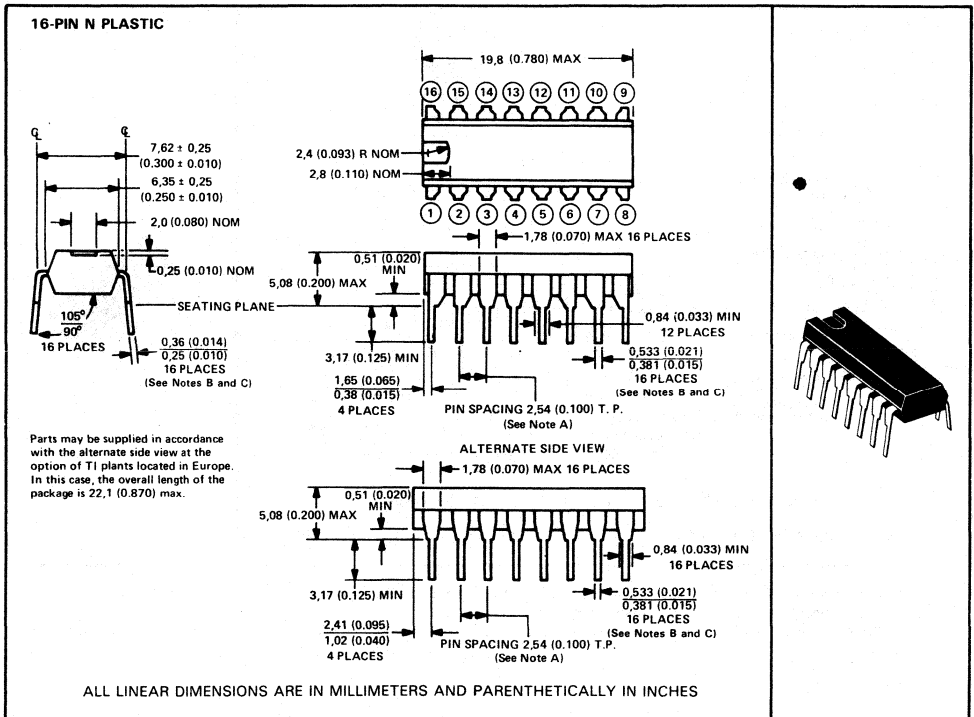 16-PIN N PLASTIC
19,8 (0.780) MAX
16 15 14 13 12 11 10 9
℄ ℄
7,62 ± 0,25
(0.300 ± 0.010)
6,35 ± 0,25
(0.250 ± 0.010)
2,0 (0.080) NOM
0,25 (0.010) NOM
2,4 (0.093) R NOM
2,8 (0.110) NOM
1 2 3 4 5 6 7 8
1,78 (0.070) MAX 16 PLACES
0,51 (0.020)
MIN
5,08 (0.200) MAX
SEATING PLANE
105°
90°
16 PLACES
0,36 (0.014)
0,25 (0.010)
16 PLACES
(See Notes B and C)
3,17 (0.125) MIN
0,84 (0.033) MIN
12 PLACES
0,533 (0.021)
0,381 (0.015)
16 PLACES
(See Notes B and C)
1,65 (0.065)
0,38 (0.015)
4 PLACES
PIN SPACING 2,54 (0.100) T. P.
(See Note A)
Parts may be supplied in accordance
with the alternate side view at the
option of TI plants located in Europe.
In this case, the overall length of the
package is 22,1 (0.870) max.
ALTERNATE SIDE VIEW
1,78 (0.070) MAX 16 PLACES
0,51 (0.020)
MIN
5,08 (0.200) MAX
0,84 (0.033) MIN
16 PLACES
3,17 (0.125) MIN
0,533 (0.021)
0,381 (0.015)
16 PLACES
(See Notes B and C)
2,41 (0.095)
1,02 (0.040)
4 PLACES
PIN SPACING 2,54 (0.100) T.P.
(See Note A)
ALL LINEAR DIMENSIONS ARE IN MILLIMETERS AND PARENTHETICALLY IN INCHES